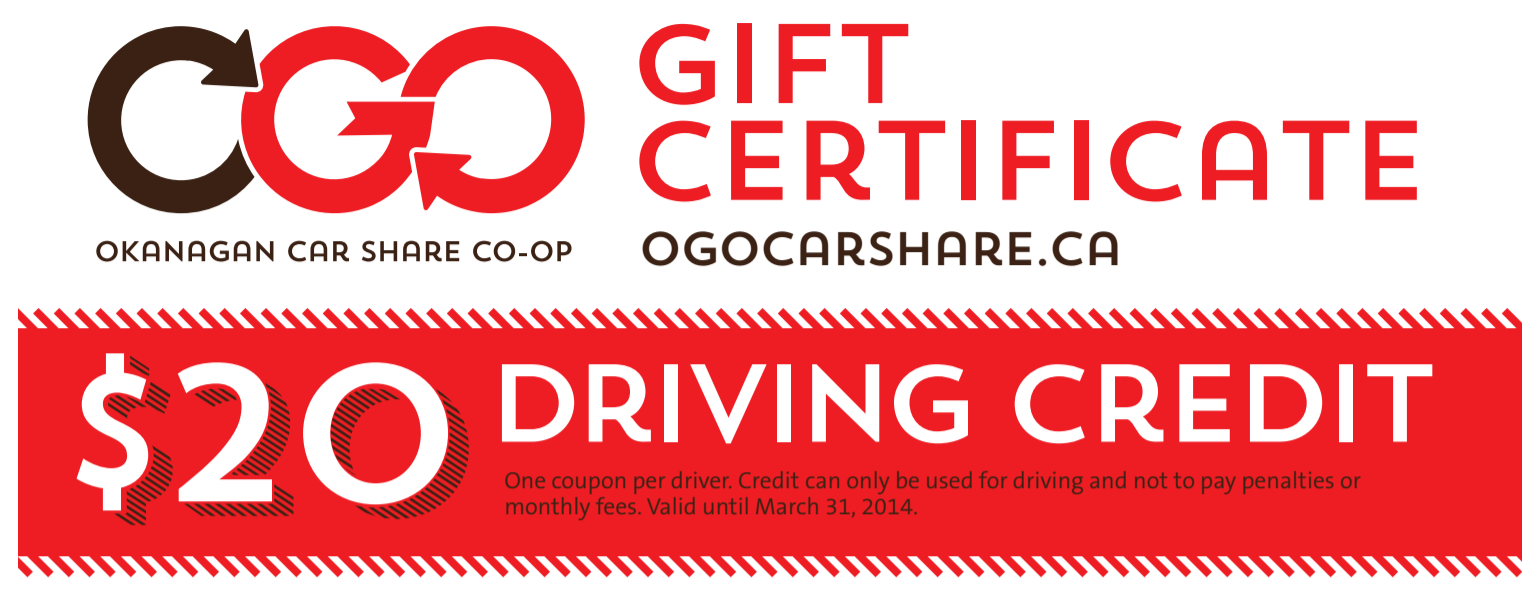 OGO
OKANAGAN CAR SHARE CO-OP
GIFT
CERTIFICATE
OGOCARSHARE.CA
$20
DRIVING CREDIT
One coupon per driver. Credit can only be used for driving and not to pay penalties or
monthly fees. Valid until March 31, 2014.